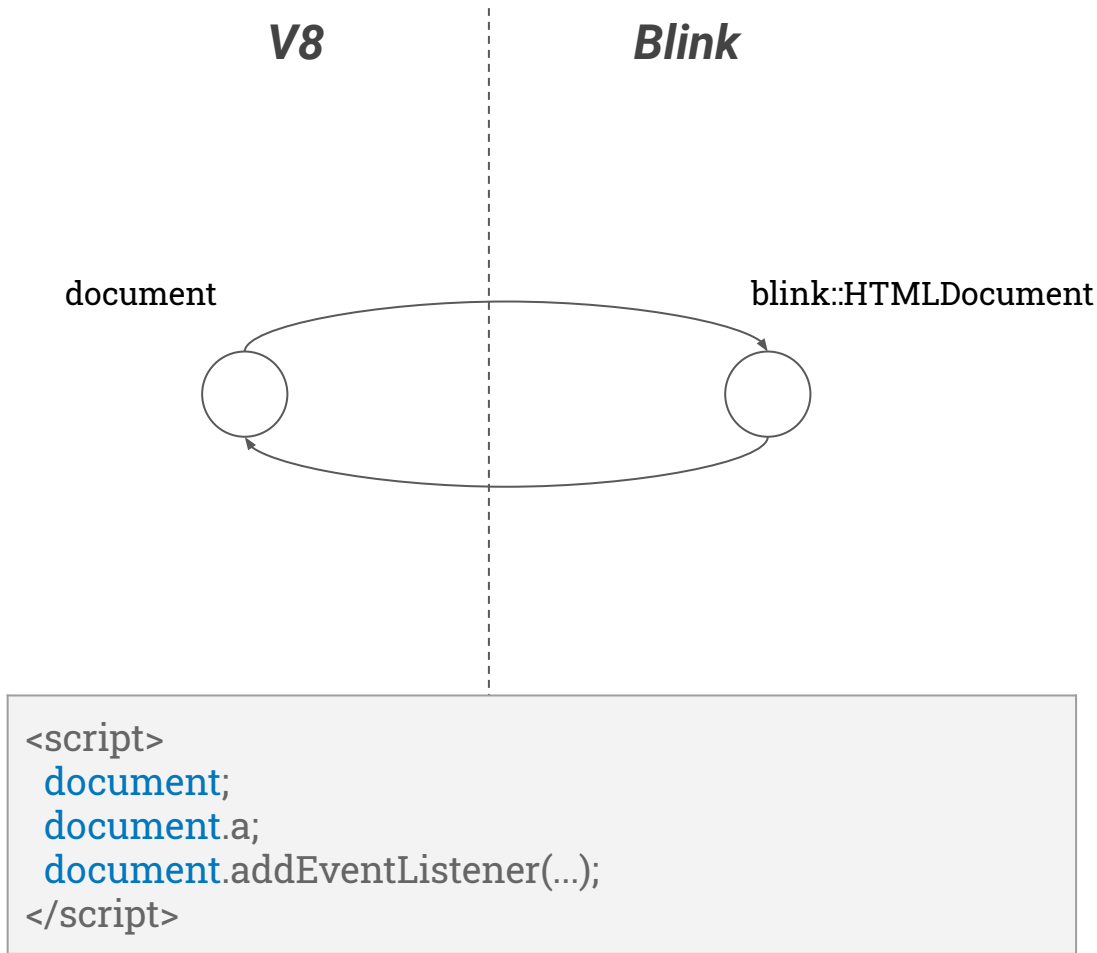 V8
Blink
document
blink::HTMLDocument
<script>
document;
document.a;
document.addEventListener(...);
</script>